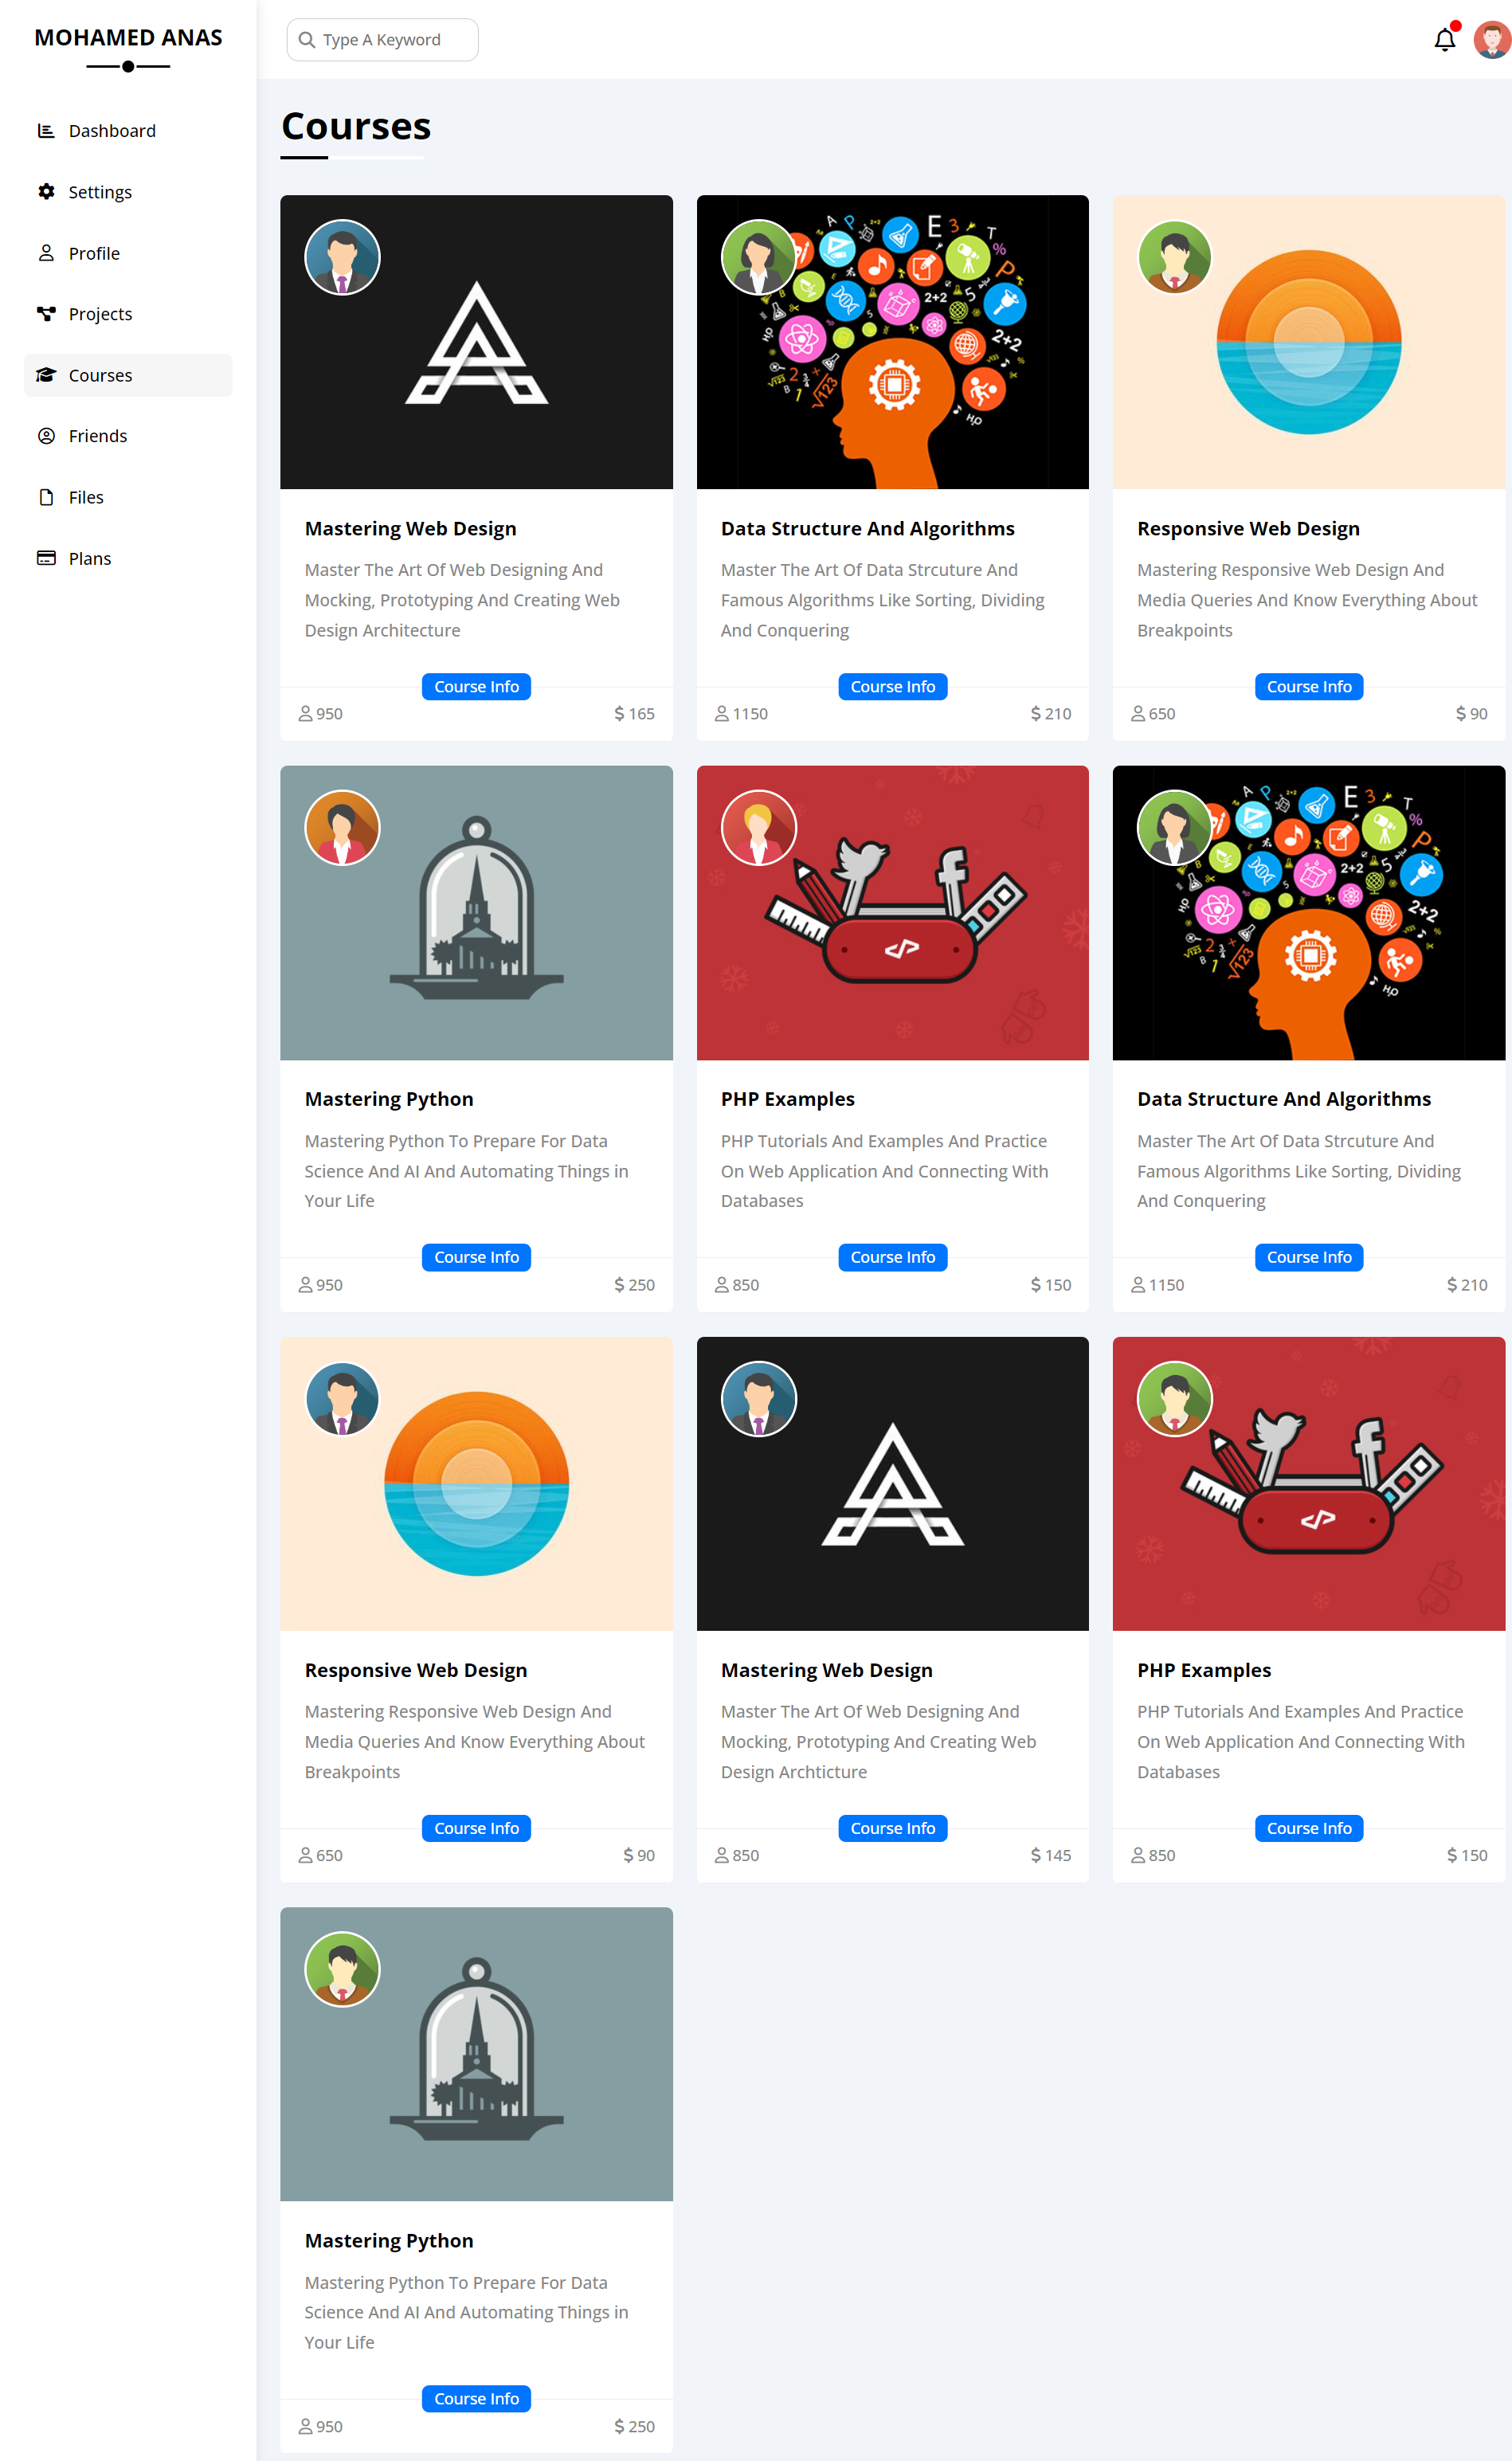 MOHAMED ANAS
Dashboard
Settings
Profile
Projects
Courses
Friends
Files
Plans
Type A Keyword
Courses
Mastering Web Design
Master The Art Of Web Designing And
Mocking, Prototyping And Creating Web
Design Architecture
Course Info
950
$ 165
Data Structure And Algorithms
Master The Art Of Data Strcuture And
Famous Algorithms Like Sorting, Dividing
And Conquering
Course Info
1150
$ 210
Responsive Web Design
Mastering Responsive Web Design And
Media Queries And Know Everything About
Breakpoints
Course Info
650
$ 90
Mastering Python
Mastering Python To Prepare For Data
Science And AI And Automating Things in
Your Life
Course Info
950
$ 250
PHP Examples
PHP Tutorials And Examples And Practice
On Web Application And Connecting With
Databases
Course Info
850
$ 150
Data Structure And Algorithms
Master The Art Of Data Strcuture And
Famous Algorithms Like Sorting, Dividing
And Conquering
Course Info
1150
$ 210
Responsive Web Design
Mastering Responsive Web Design And
Media Queries And Know Everything About
Breakpoints
Course Info
650
$ 90
Mastering Web Design
Master The Art Of Web Designing And
Mocking, Prototyping And Creating Web
Design Archticture
Course Info
850
$ 145
PHP Examples
PHP Tutorials And Examples And Practice
On Web Application And Connecting With
Databases
Course Info
850
$ 150
Mastering Python
Mastering Python To Prepare For Data
Science And AI And Automating Things in
Your Life
Course Info
950
$ 250